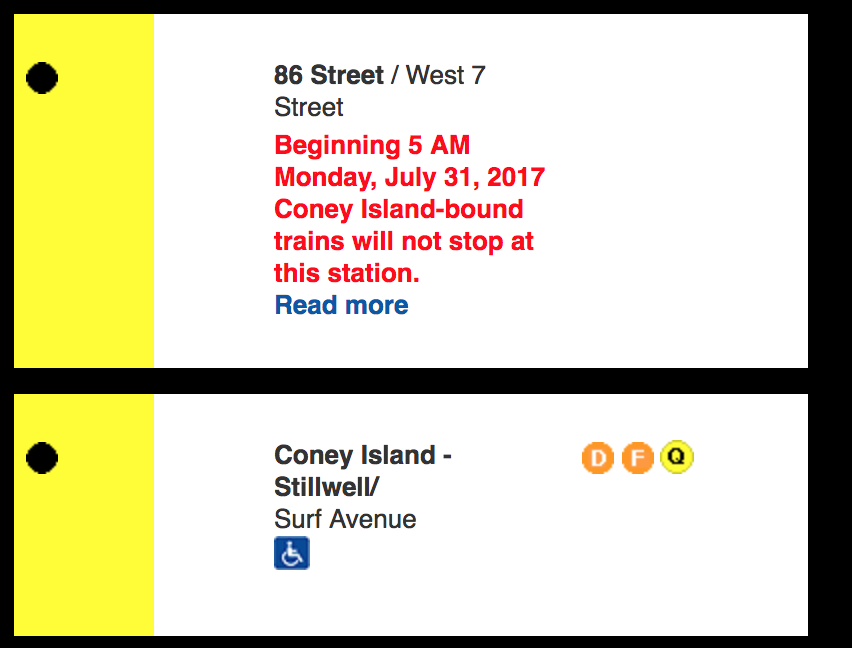 86 Street / West 7
Street
Beginning 5 AM
Monday, July 31, 2017
Coney Island-bound
trains will not stop at
this station.
Read more
Coney Island -
Stillwell/
Surf Avenue
D F Q